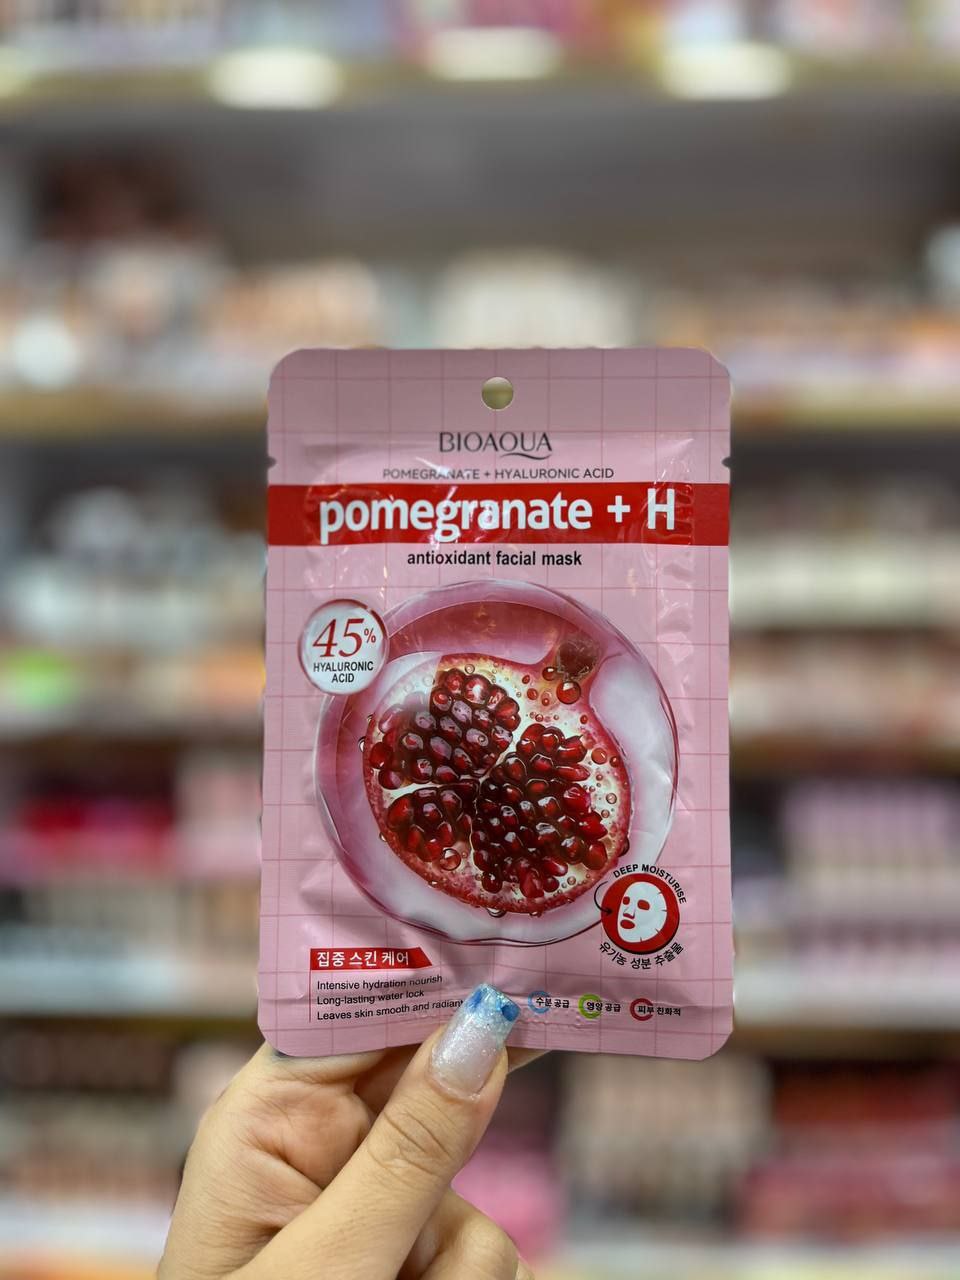 BIOAQUA
POMEGRANATE + HYALURONIC ACID
pomegranate + H
antioxidant facial mask
45%
HYALURONIC
ACID
DEEP MOISTURISE
유기농 성분 추출물
집중 스킨 케어
Intensive hydration nourish
Long-lasting water lock
Leaves skin smooth and radiant
수분 공급
영양 공급
피부 친화적